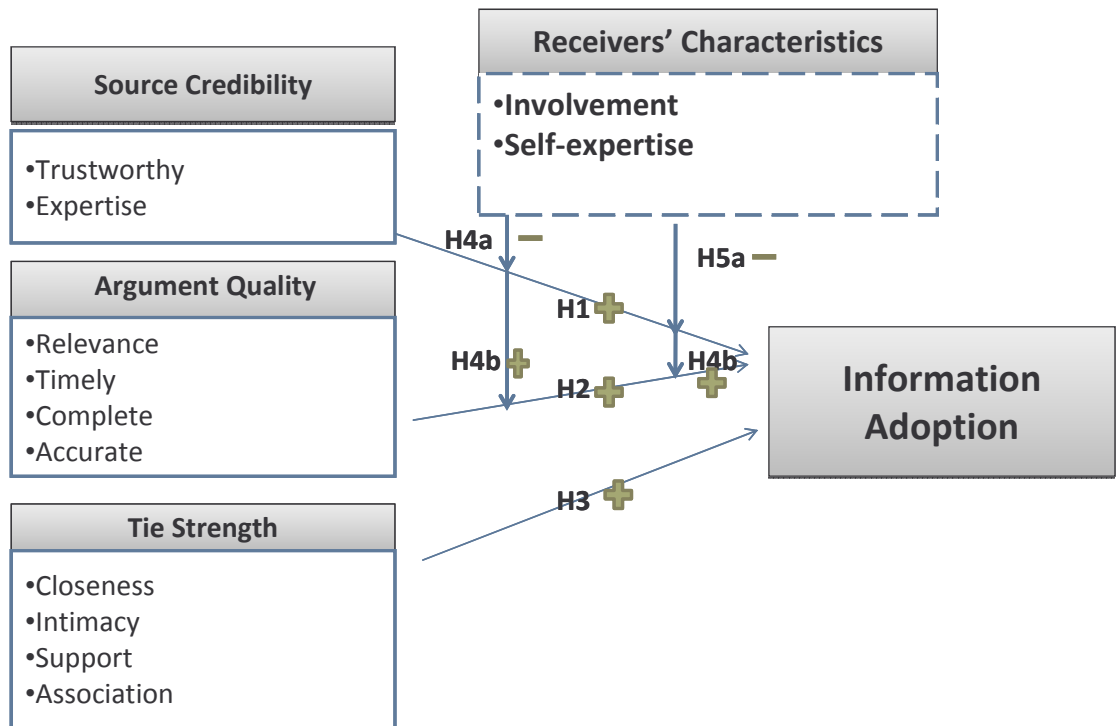 Receivers' Characteristics
•Involvement
•Self-expertise
Source Credibility
•Trustworthy
•Expertise
Argument Quality
•Relevance
•Timely
•Complete
•Accurate
Tie Strength
•Closeness
•Intimacy
•Support
•Association
H4a
H5a
H1
H4b
H4b
H2
H3
Information
Adoption